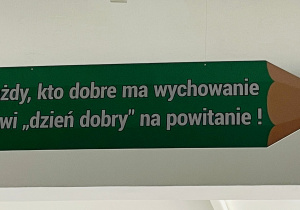 żdy, kto dobre ma wychowanie
wi „dzień dobry” na powitanie !